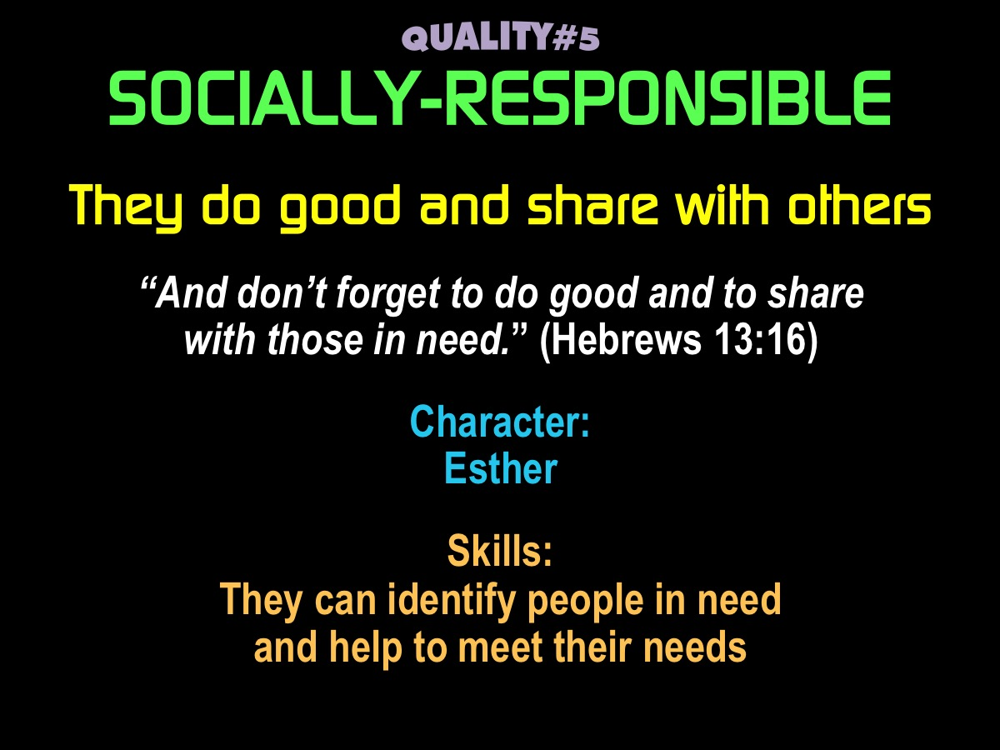 QUALITY#5
SOCIALLY-RESPONSIBLE
They do good and share with others
“And don’t forget to do good and to share
with those in need.” (Hebrews 13:16)
Character:
Esther
Skills:
They can identify people in need
and help to meet their needs